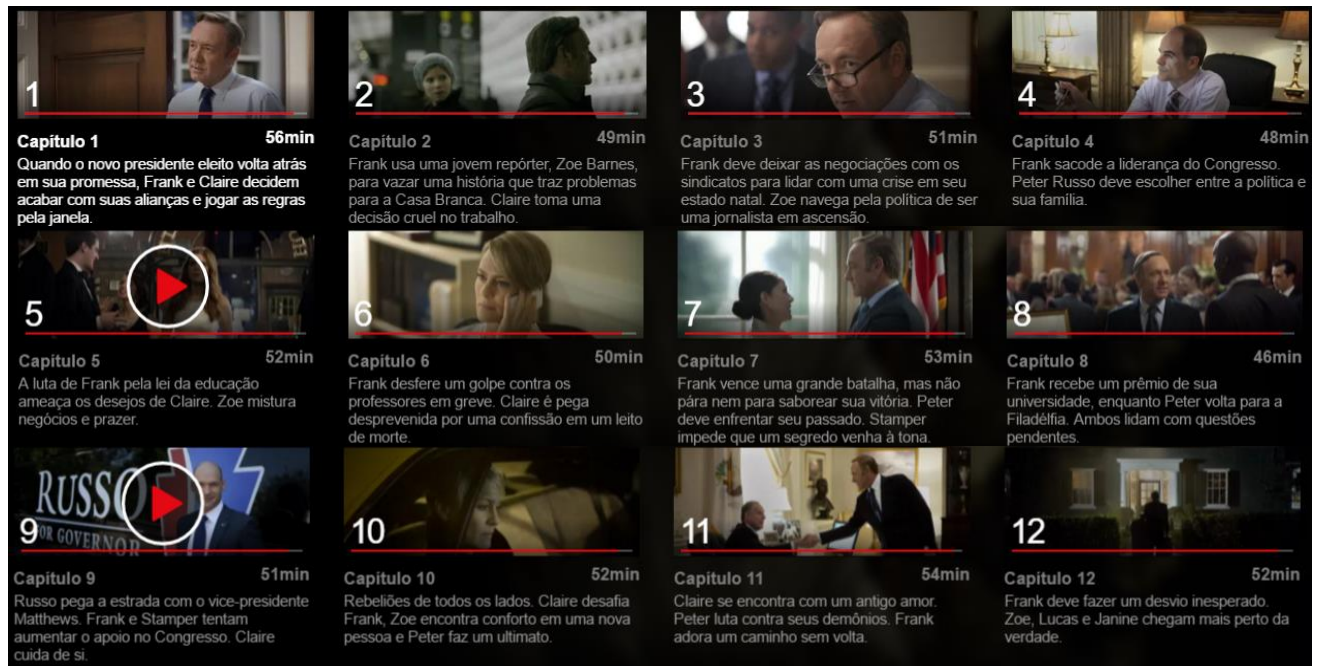 1
Capítulo 1 56min
Quando o novo presidente eleito volta atrás
em sua promessa, Frank e Claire decidem
acabar com suas alianças e jogar as regras
pela janela.
2
Capítulo 2 49min
Frank usa uma jovem repórter, Zoe Barnes,
para vazar uma história que traz problemas
para a Casa Branca. Claire toma uma
decisão cruel no trabalho.
3
Capítulo 3 51min
Frank deve deixar as negociações com os
sindicatos para lidar com uma crise em seu
estado natal. Zoe navega pela política de ser
uma jornalista em ascensão.
4
Capítulo 4 48min
Frank sacode a liderança do Congresso.
Peter Russo deve escolher entre a política e
sua família.
5
Capítulo 5 52min
A luta de Frank pela lei da educação
ameaça os desejos de Claire. Zoe mistura
negócios e prazer.
6
Capítulo 6 50min
Frank desfere um golpe contra os
professores em greve. Claire é pega
desprevenida por uma confissão em um leito
de morte.
7
Capítulo 7 53min
Frank vence uma grande batalha, mas não
pára nem para saborear sua vitória. Peter
deve enfrentar seu passado. Stamper
impede que um segredo venha à tona.
8
Capítulo 8 46min
Frank recebe um prêmio de sua
universidade, enquanto Peter volta para a
Filadélfia. Ambos lidam com questões
pendentes.
RUSSO
FOR GOVERNOR
9
Capítulo 9 51min
Russo pega a estrada com o vice-presidente
Matthews. Frank e Stamper tentam
aumentar o apoio no Congresso. Claire
cuida de si.
10
Capítulo 10 52min
Rebeliões de todos os lados. Claire desafia
Frank, Zoe encontra conforto em uma nova
pessoa e Peter faz um ultimato.
11
Capítulo 11 54min
Claire se encontra com um antigo amor.
Peter luta contra seus demônios. Frank
adora um caminho sem volta.
12
Capítulo 12 52min
Frank deve fazer um desvio inesperado.
Zoe, Lucas e Janine chegam mais perto da
verdade.